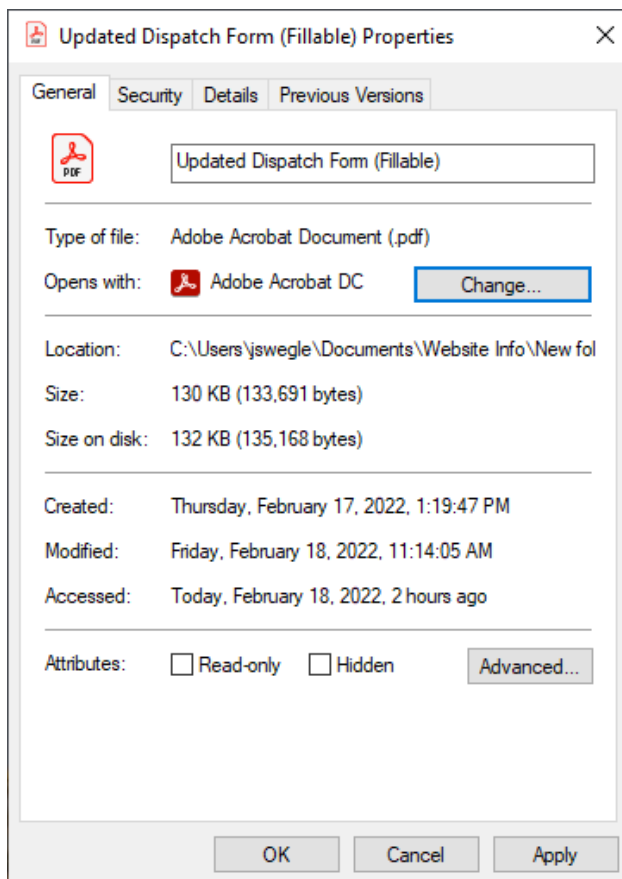 Updated Dispatch Form (Fillable) Properties
General Security Details Previous Versions
PDF Updated Dispatch Form (Fillable)
Type of file: Adobe Acrobat Document (.pdf)
Opens with: Adobe Acrobat DC Change...
Location: C:\Users\jswegle\Documents\Website Info\New fol
Size: 130 KB (133,691 bytes)
Size on disk: 132 KB (135,168 bytes)
Created: Thursday, February 17, 2022, 1:19:47 PM
Modified: Friday, February 18, 2022, 11:14:05 AM
Accessed: Today, February 18, 2022, 2 hours ago
Attributes: Read-only Hidden Advanced...
OK Cancel Apply